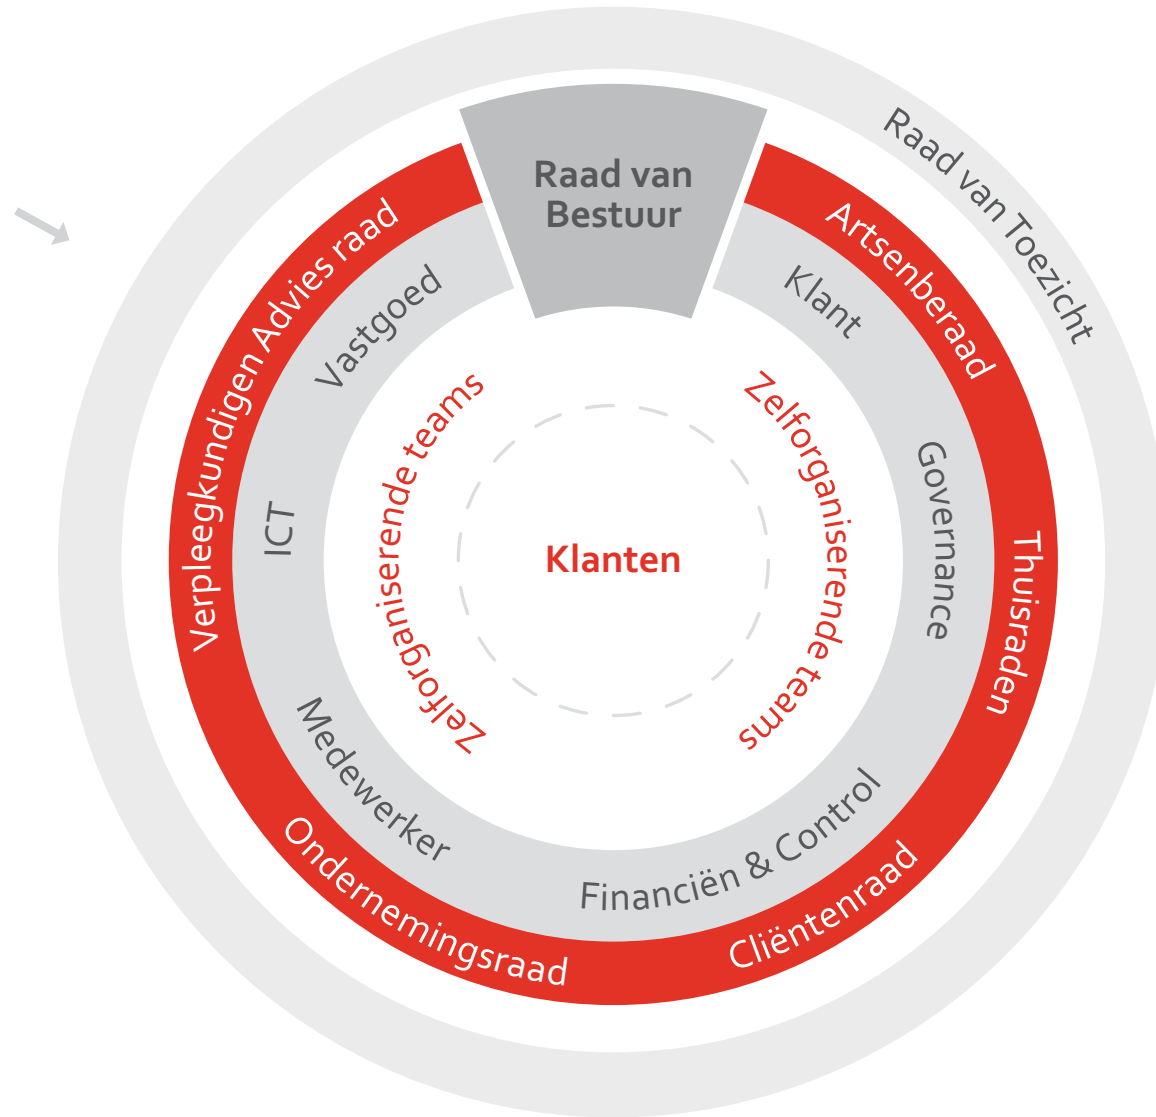 Raad van Toezicht
Raad van
Bestuur
Artsenberaad
Thuisraden
Cliëntenraad
Ondernemingsraad
Verpleegkundigen Advies raad
Klant
Governance
Financiën & Control
Medewerker
ICT
Vastgoed
Zelforganiserende teams
Zelforganiserende teams
Klanten